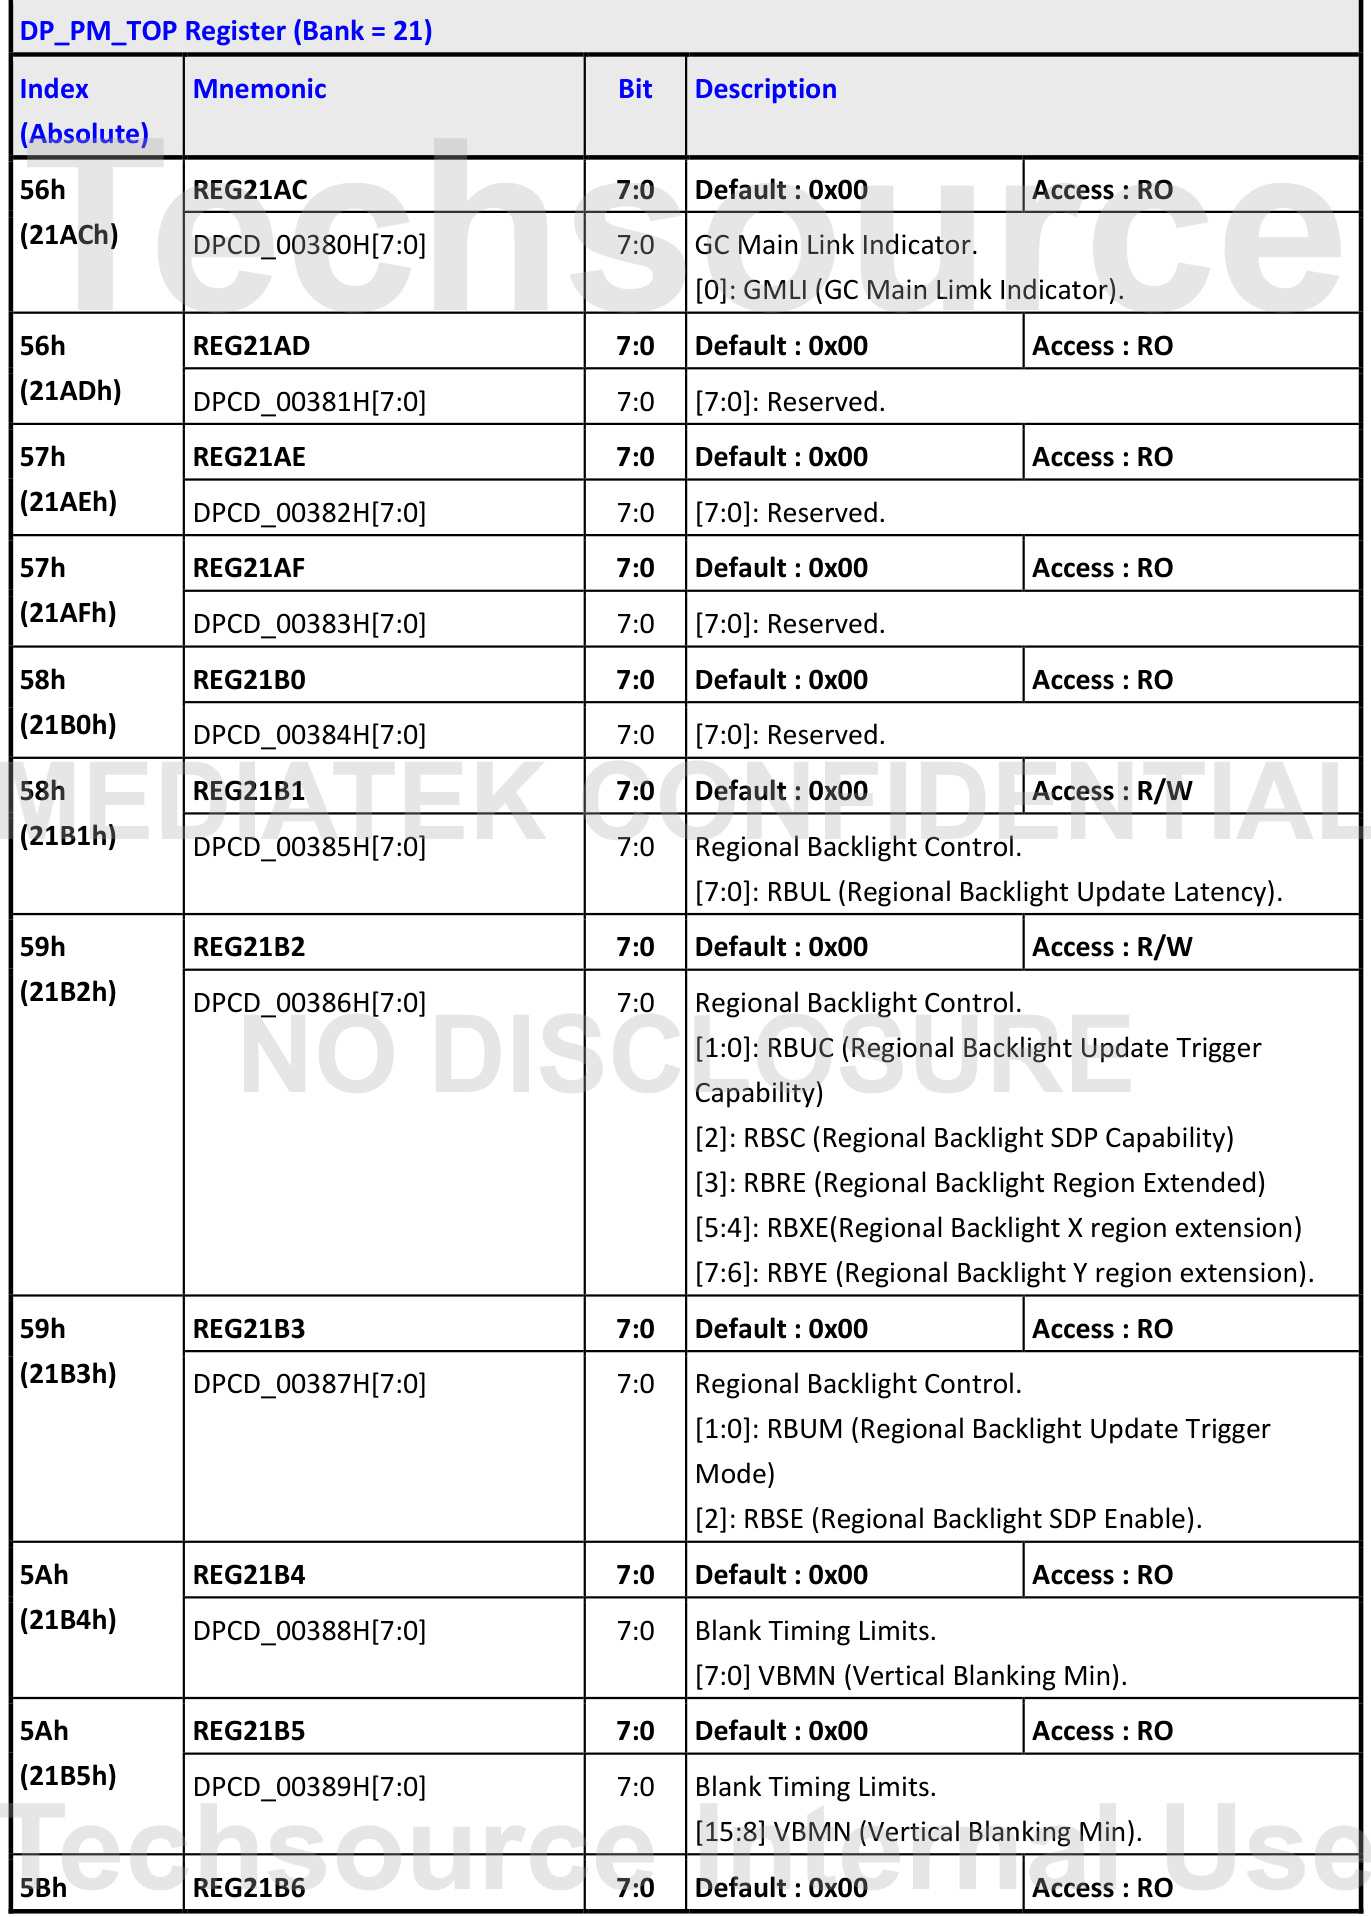 DP_PM_TOP Register (Bank = 21)
Index
(Absolute)
Mnemonic
Bit
Description
56h
(21ACh)
REG21AC
7:0
Default : 0x00
Access : RO
DPCD_00380H[7:0]
7:0
GC Main Link Indicator.
[0]: GMLI (GC Main Limk Indicator).
56h
(21ADh)
REG21AD
7:0
Default : 0x00
Access : RO
DPCD_00381H[7:0]
7:0
[7:0]: Reserved.
57h
(21AEh)
REG21AE
7:0
Default : 0x00
Access : RO
DPCD_00382H[7:0]
7:0
[7:0]: Reserved.
57h
(21AFh)
REG21AF
7:0
Default : 0x00
Access : RO
DPCD_00383H[7:0]
7:0
[7:0]: Reserved.
58h
(21B0h)
REG21B0
7:0
Default : 0x00
Access : RO
DPCD_00384H[7:0]
7:0
[7:0]: Reserved.
58h
(21B1h)
REG21B1
7:0
Default : 0x00
Access : R/W
DPCD_00385H[7:0]
7:0
Regional Backlight Control.
[7:0]: RBUL (Regional Backlight Update Latency).
59h
(21B2h)
REG21B2
7:0
Default : 0x00
Access : R/W
DPCD_00386H[7:0]
7:0
Regional Backlight Control.
[1:0]: RBUC (Regional Backlight Update Trigger
Capability)
[2]: RBSC (Regional Backlight SDP Capability)
[3]: RBRE (Regional Backlight Region Extended)
[5:4]: RBXE(Regional Backlight X region extension)
[7:6]: RBYE (Regional Backlight Y region extension).
59h
(21B3h)
REG21B3
7:0
Default : 0x00
Access : RO
DPCD_00387H[7:0]
7:0
Regional Backlight Control.
[1:0]: RBUM (Regional Backlight Update Trigger
Mode)
[2]: RBSE (Regional Backlight SDP Enable).
5Ah
(21B4h)
REG21B4
7:0
Default : 0x00
Access : RO
DPCD_00388H[7:0]
7:0
Blank Timing Limits.
[7:0] VBMN (Vertical Blanking Min).
5Ah
(21B5h)
REG21B5
7:0
Default : 0x00
Access : RO
DPCD_00389H[7:0]
7:0
Blank Timing Limits.
[15:8] VBMN (Vertical Blanking Min).
5Bh
REG21B6
7:0
Default : 0x00
Access : RO
Techsource
MEDIATEK CONFIDENTIAL
NO DISCLOSURE
Techsource Internal Use